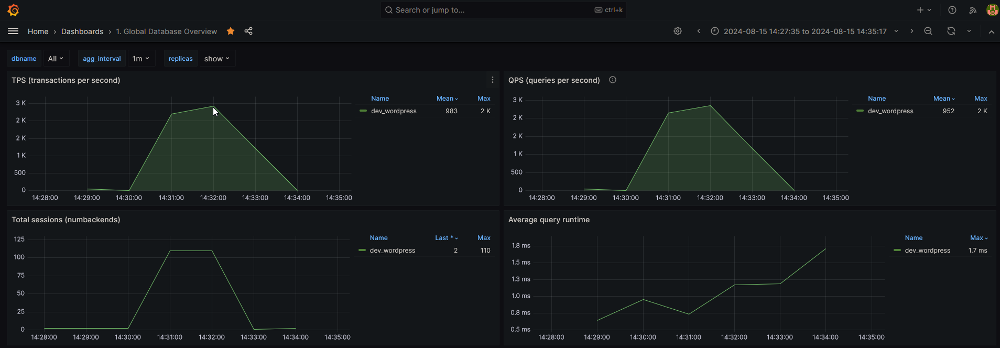 Search or jump to... ctrl+k
Home › Dashboards › 1. Global Database Overview
2024-08-15 14:27:35 to 2024-08-15 14:35:17
dbname All agg_interval 1m replicas show
TPS (transactions per second)
3 K
2 K
2 K
1 K
500
0
14:28:00 14:29:00 14:30:00 14:31:00 14:32:00 14:33:00 14:34:00 14:35:00
Name Mean Max
dev_wordpress 983 2 K
QPS (queries per second)
3 K
2 K
2 K
1 K
500
0
14:28:00 14:29:00 14:30:00 14:31:00 14:32:00 14:33:00 14:34:00 14:35:00
Name Mean Max
dev_wordpress 952 2 K
Total sessions (numbackends)
125
100
75
50
25
0
14:28:00 14:29:00 14:30:00 14:31:00 14:32:00 14:33:00 14:34:00 14:35:00
Name Last * Max
dev_wordpress 2 110
Average query runtime
1.8 ms
1.5 ms
1.3 ms
1.0 ms
0.8 ms
0.5 ms
14:28:00 14:29:00 14:30:00 14:31:00 14:32:00 14:33:00 14:34:00 14:35:00
Name Max
dev_wordpress 1.7 ms